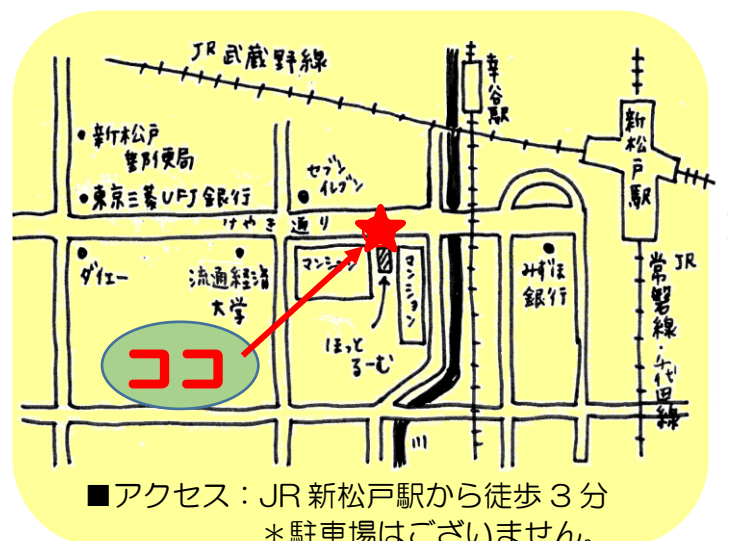 JR武蔵野線
幸谷駅
新松戸駅
新松戸
郵便局
東京三菱UFJ銀行
セブン
イレブン
けやき通り
ダイエー
流通経済
大学
マンション
マンション
みずほ
銀行
JR
常磐線・千代田線
ほっと
るーむ
ココ
川
■アクセス：JR新松戸駅から徒歩3分
＊駐車場はございません。